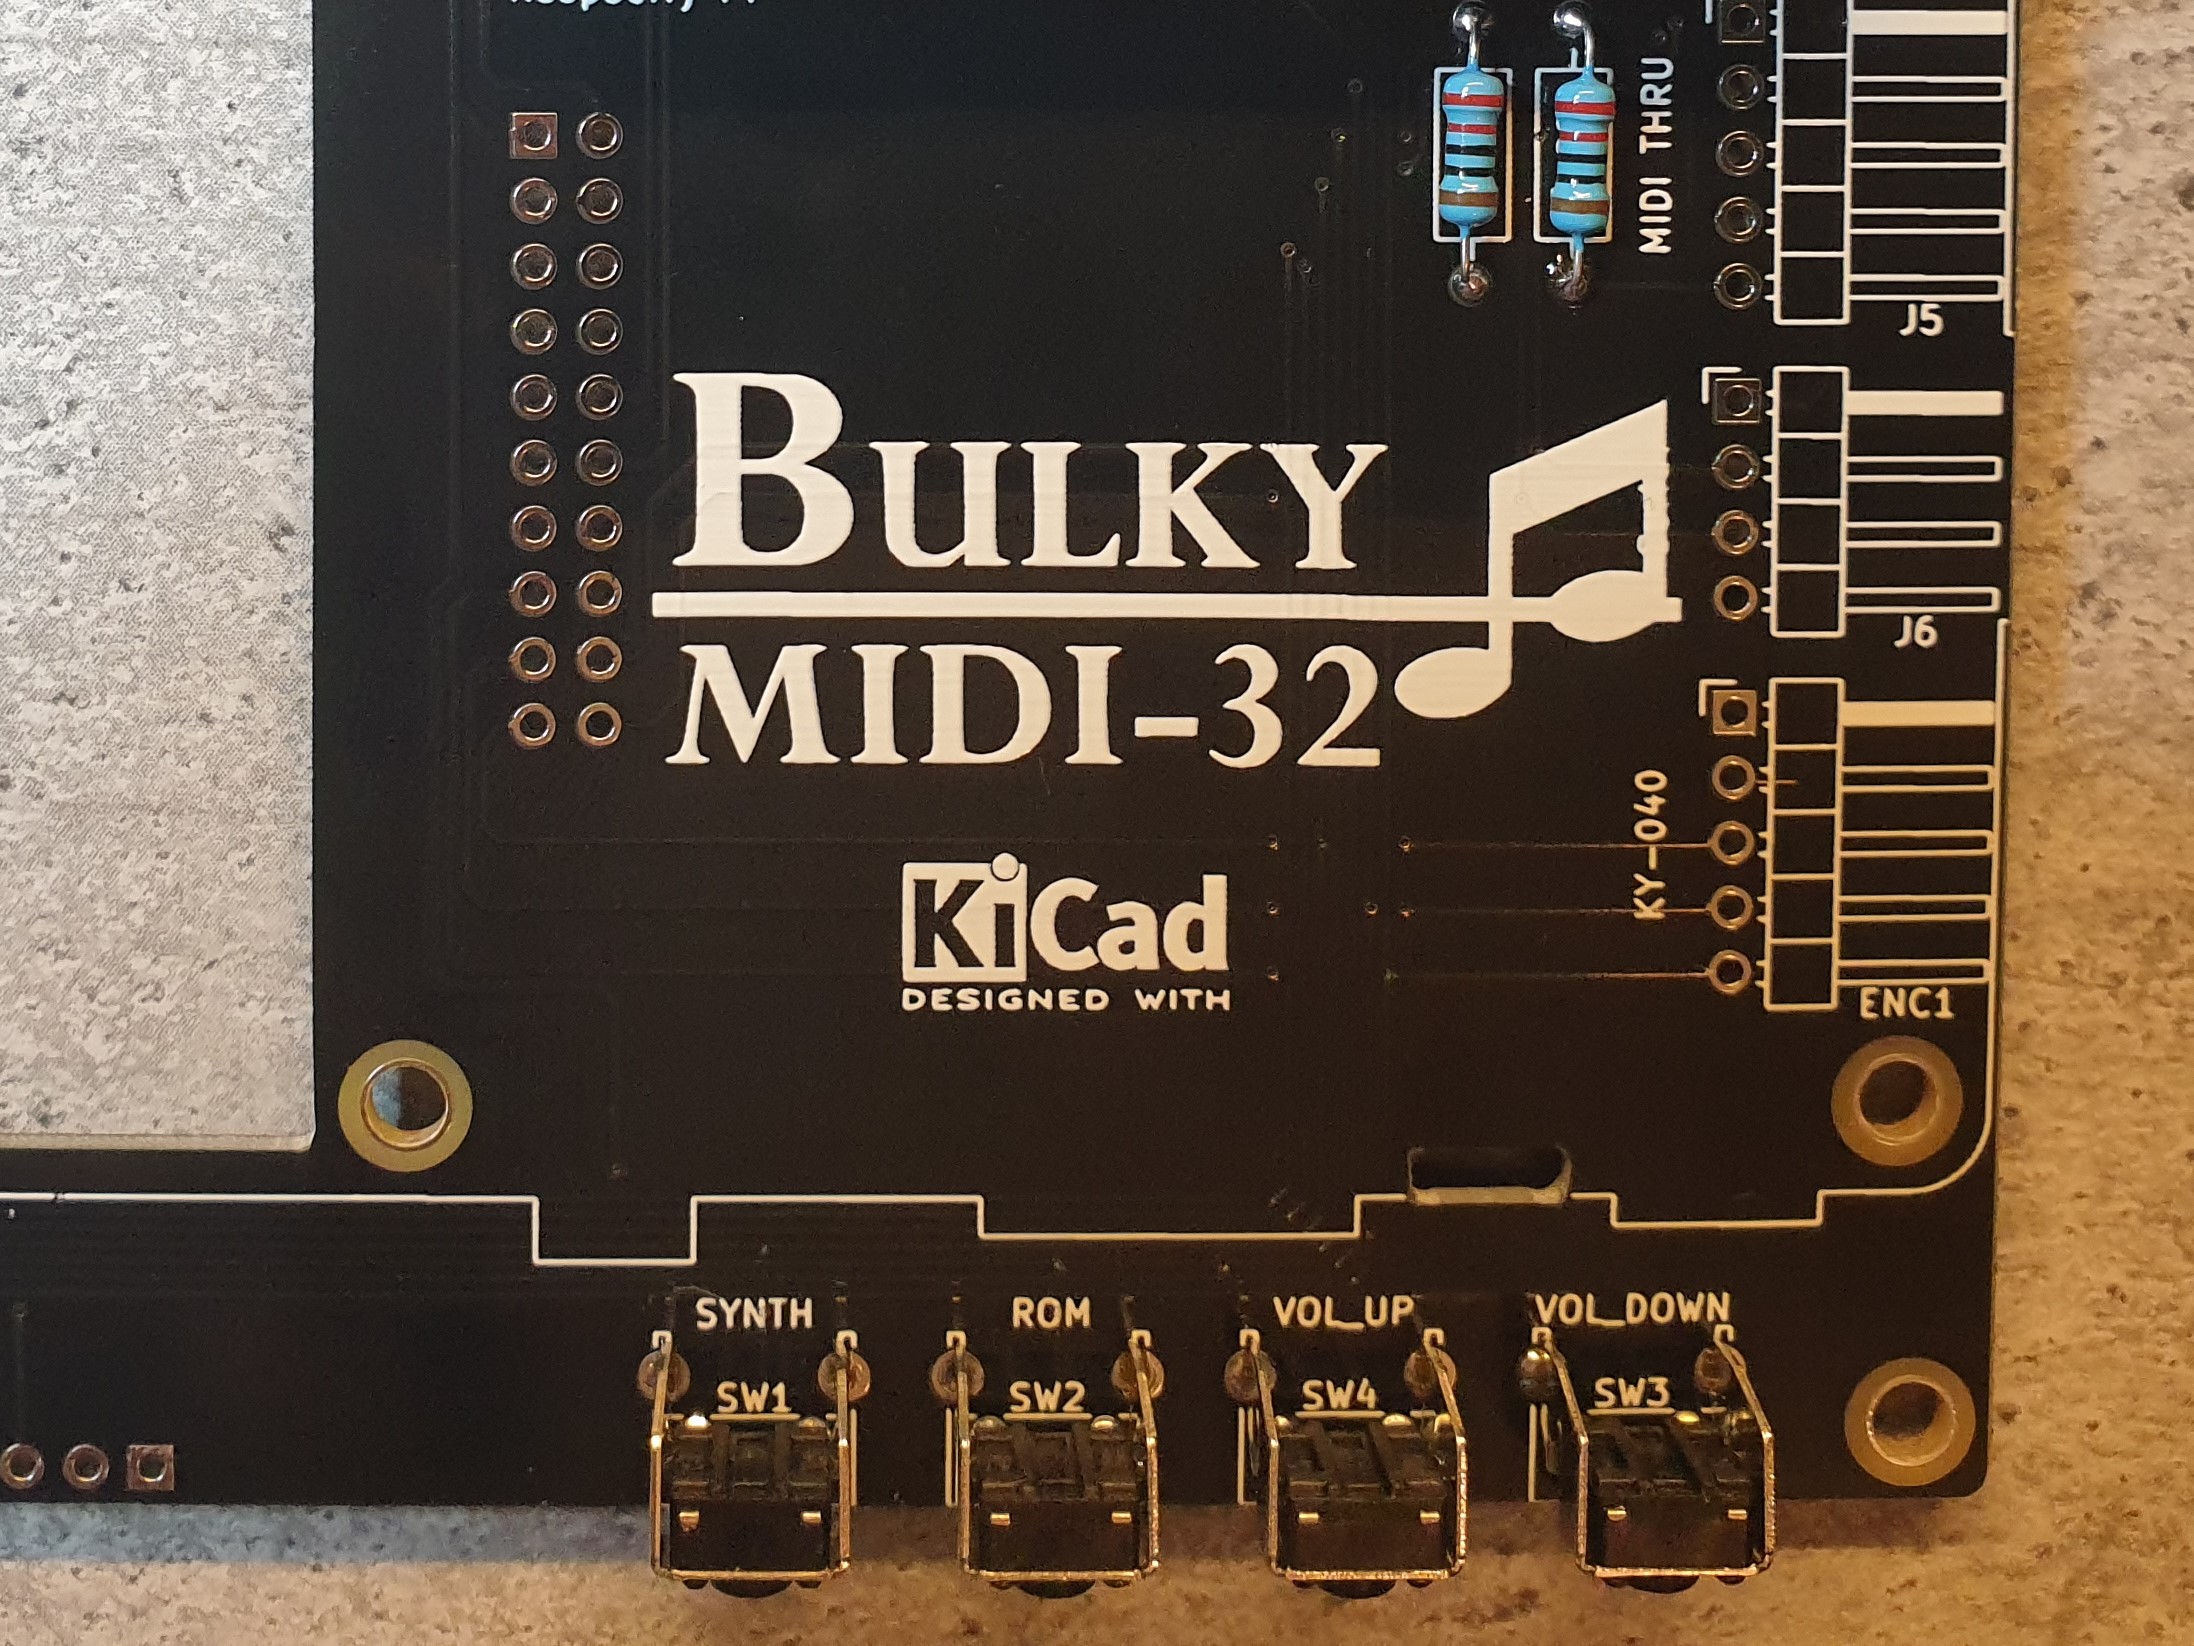 MIDI THRU
J5
BULKY
MIDI-32
J6
KY-040
KiCad
DESIGNED WITH
ENC1
SYNTH
ROM
VOL_UP
VOL_DOWN
SW1
SW2
SW4
SW3